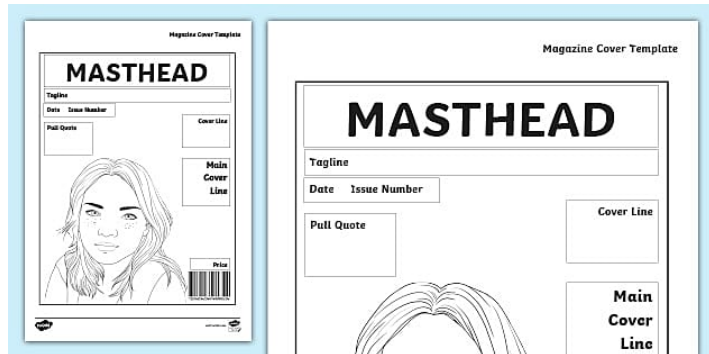 Magazine Cover Template
MASTHEAD
Tagline
Date Issue Number
Pull Quote
Cover Line
Main
Cover
Line
Price
Magazine Cover Template
MASTHEAD
Tagline
Date Issue Number
Pull Quote
Cover Line
Main
Cover
Line